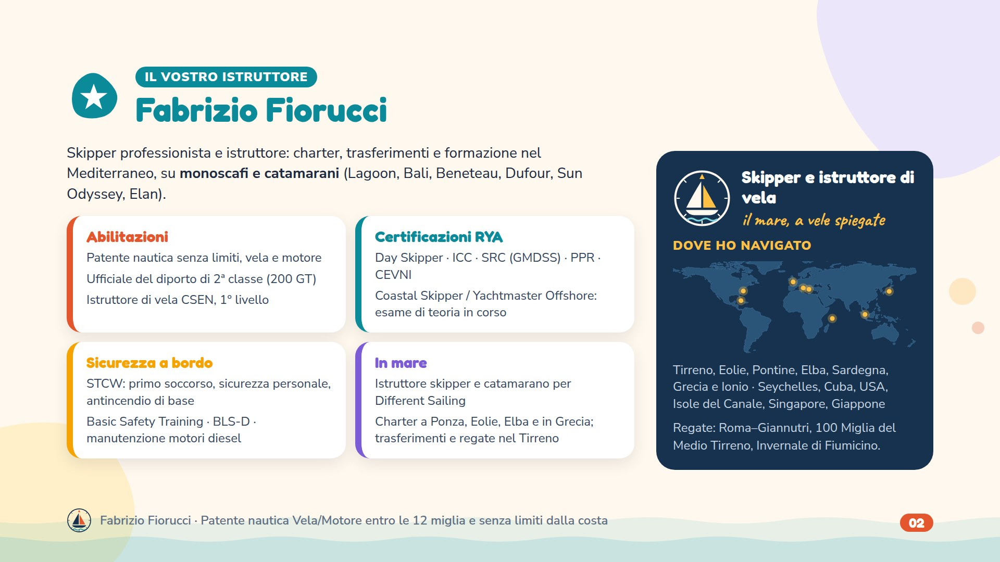 IL VOSTRO ISTRUTTORE
Fabrizio Fiorucci
Skipper professionista e istruttore: charter, trasferimenti e formazione nel
Mediterraneo, su monoscafi e catamarani (Lagoon, Bali, Beneteau, Dufour, Sun
Odyssey, Elan).
Abilitazioni
Patente nautica senza limiti, vela e motore
Ufficiale del diporto di 2ª classe (200 GT)
Istruttore di vela CSEN, 1° livello
Certificazioni RYA
Day Skipper · ICC · SRC (GMDSS) · PPR ·
CEVNI
Coastal Skipper / Yachtmaster Offshore:
esame di teoria in corso
Sicurezza a bordo
STCW: primo soccorso, sicurezza personale,
antincendio di base
Basic Safety Training · BLS-D ·
manutenzione motori diesel
In mare
Istruttore skipper e catamarano per
Different Sailing
Charter a Ponza, Eolie, Elba e in Grecia;
trasferimenti e regate nel Tirreno
Skipper e istruttore di
vela
il mare, a vele spiegate
DOVE HO NAVIGATO
Tirreno, Eolie, Pontine, Elba, Sardegna,
Grecia e Ionio · Seychelles, Cuba, USA,
Isole del Canale, Singapore, Giappone
Regate: Roma–Giannutri, 100 Miglia del
Medio Tirreno, Invernale di Fiumicino.
Fabrizio Fiorucci · Patente nautica Vela/Motore entro le 12 miglia e senza limiti dalla costa
02